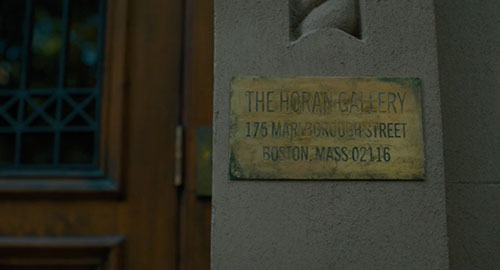 THE HORAN GALLERY
175 MARLBOROUGH STREET
BOSTON, MASS 02116